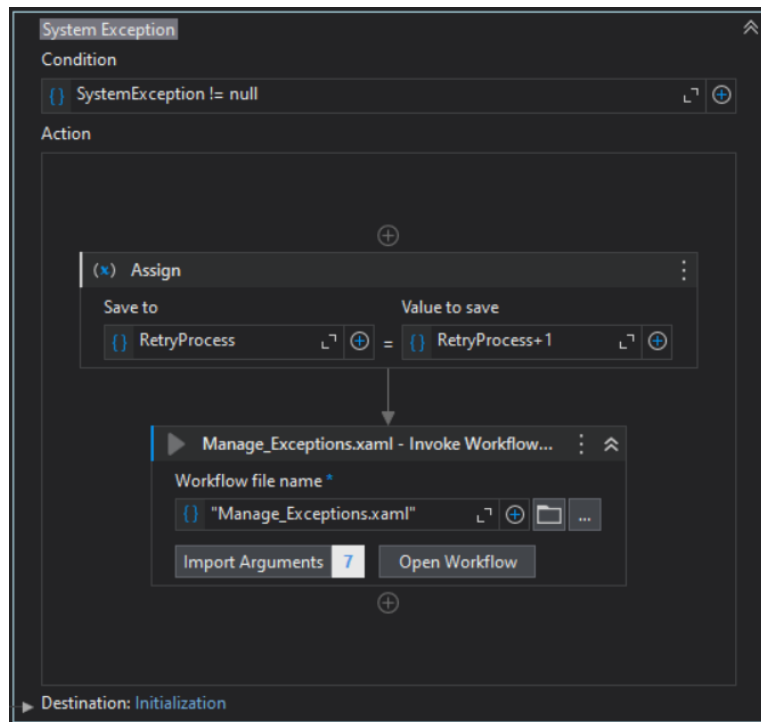 System Exception
Condition
{ } SystemException != null
Action
(x) Assign
Save to Value to save
{ } RetryProcess = { } RetryProcess+1
Manage_Exceptions.xaml - Invoke Workflow...
Workflow file name *
{ } "Manage_Exceptions.xaml" ...
Import Arguments 7 Open Workflow
Destination: Initialization